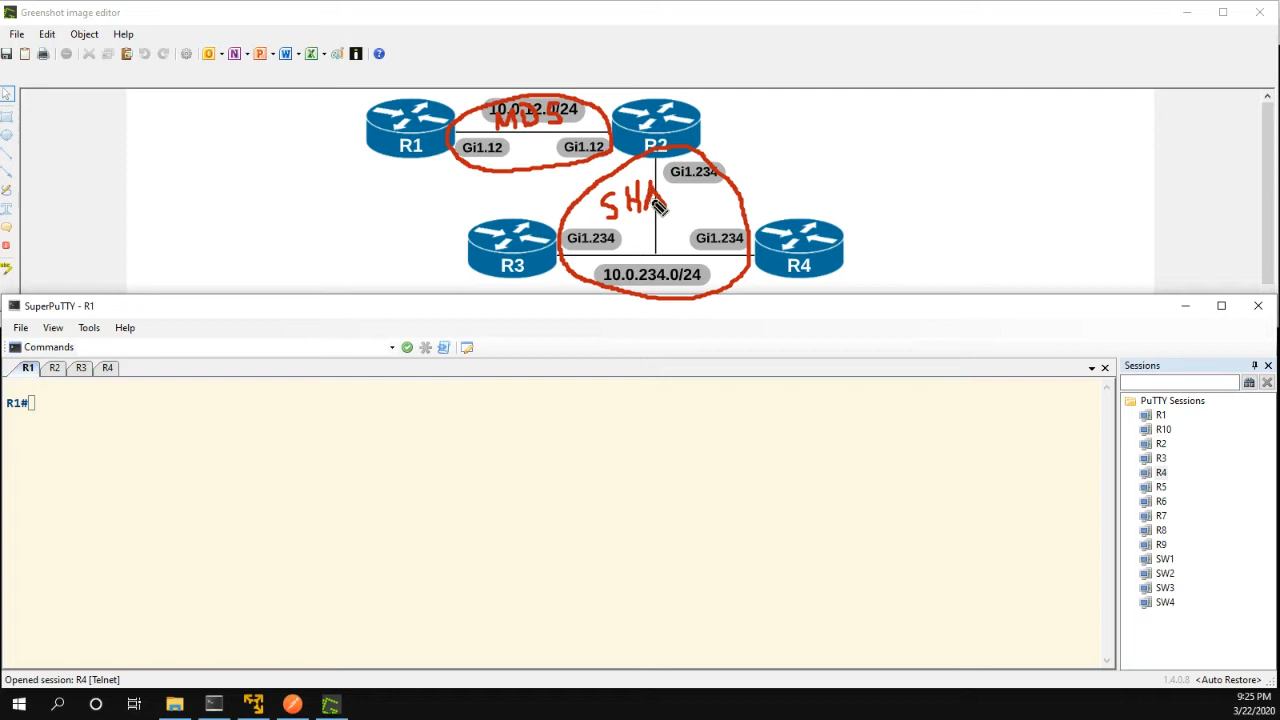 Greenshot image editor
File Edit Object Help
10.0.12.0/24
MD5
R1
Gi1.12
Gi1.12
R2
Gi1.234
SHA
Gi1.234
Gi1.234
R3
R4
10.0.234.0/24
SuperPuTTY - R1
File View Tools Help
Commands
R1 R2 R3 R4
R1#
Sessions
PuTTY Sessions
R1
R10
R2
R3
R4
R5
R6
R7
R8
R9
SW1
SW2
SW3
SW4
Opened session: R4 [Telnet]
1.4.0.8 <Auto Restore>
9:25 PM
3/22/2020